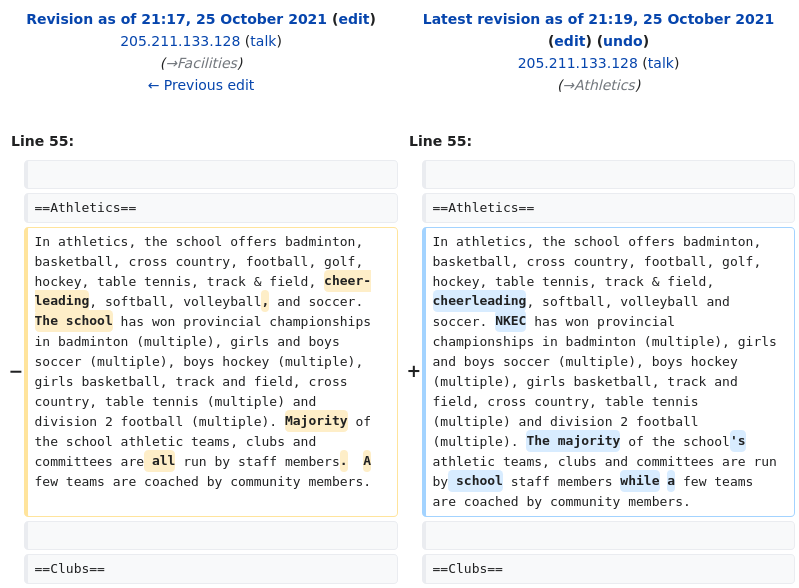 Revision as of 21:17, 25 October 2021 (edit)
205.211.133.128 (talk)
(→Facilities)
← Previous edit
Latest revision as of 21:19, 25 October 2021
(edit) (undo)
205.211.133.128 (talk)
(→Athletics)
Line 55:
==Athletics==
− In athletics, the school offers badminton,
basketball, cross country, football, golf,
hockey, table tennis, track & field, cheer-
leading, softball, volleyball, and soccer.
The school has won provincial championships
in badminton (multiple), girls and boys
soccer (multiple), boys hockey (multiple),
girls basketball, track and field, cross
country, table tennis (multiple) and
division 2 football (multiple). Majority of
the school athletic teams, clubs and
committees are all run by staff members.  A
few teams are coached by community members.
==Clubs==
Line 55:
==Athletics==
+ In athletics, the school offers badminton,
basketball, cross country, football, golf,
hockey, table tennis, track & field,
cheerleading, softball, volleyball and
soccer. NKEC has won provincial
championships in badminton (multiple), girls
and boys soccer (multiple), boys hockey
(multiple), girls basketball, track and
field, cross country, table tennis
(multiple) and division 2 football
(multiple). The majority of the school's
athletic teams, clubs and committees are run
by school staff members while a few teams
are coached by community members.
==Clubs==